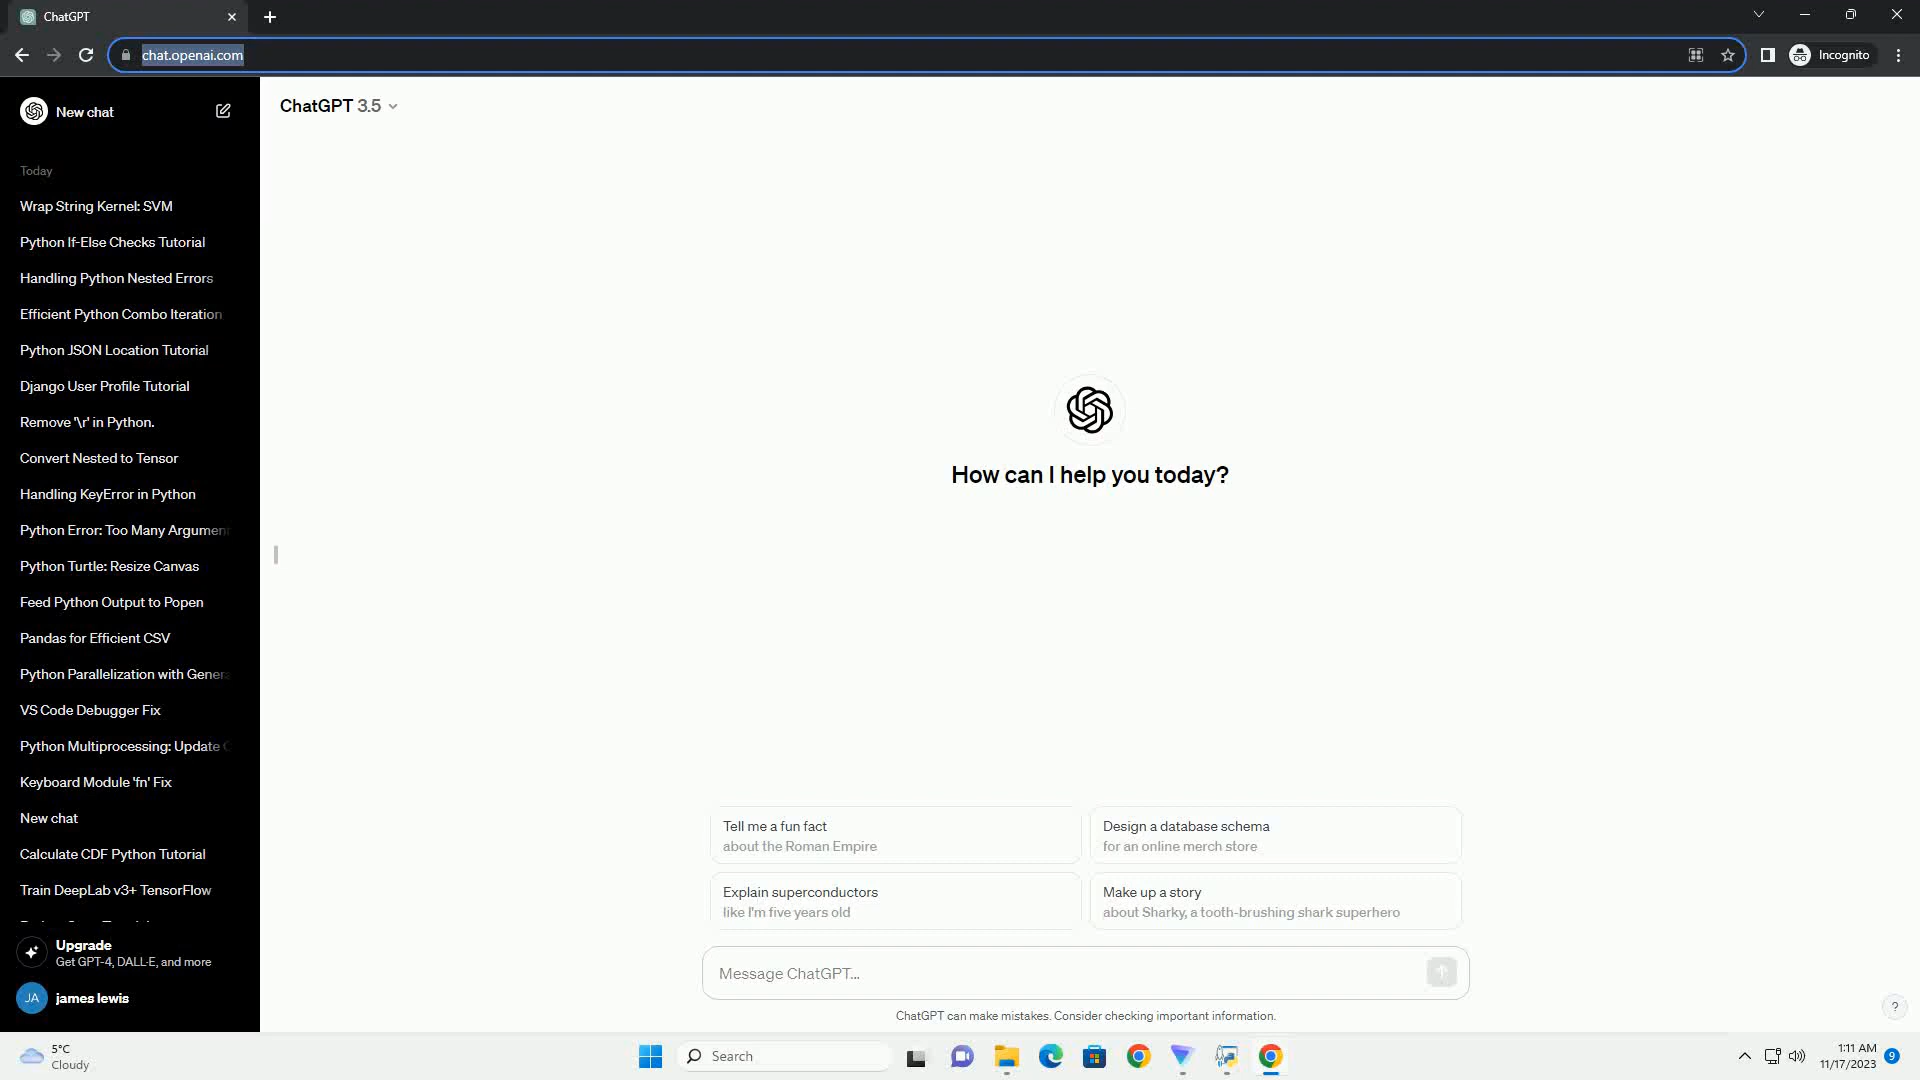 ChatGPT
chat.openai.com
Incognito
New chat
ChatGPT 3.5
Today
Wrap String Kernel: SVM
Python If-Else Checks Tutorial
Handling Python Nested Errors
Efficient Python Combo Iteration
Python JSON Location Tutorial
Django User Profile Tutorial
Remove '\r' in Python.
Convert Nested to Tensor
Handling KeyError in Python
Python Error: Too Many Argumen
Python Turtle: Resize Canvas
Feed Python Output to Popen
Pandas for Efficient CSV
Python Parallelization with Genera
VS Code Debugger Fix
Python Multiprocessing: Update
Keyboard Module 'fn' Fix
New chat
Calculate CDF Python Tutorial
Train DeepLab v3+ TensorFlow
Upgrade
Get GPT-4, DALL·E, and more
JA
james lewis
How can I help you today?
Tell me a fun fact
about the Roman Empire
Design a database schema
for an online merch store
Explain superconductors
like I'm five years old
Make up a story
about Sharky, a tooth-brushing shark superhero
Message ChatGPT...
ChatGPT can make mistakes. Consider checking important information.
?
5°C
Cloudy
Search
1:11 AM
11/17/2023
9